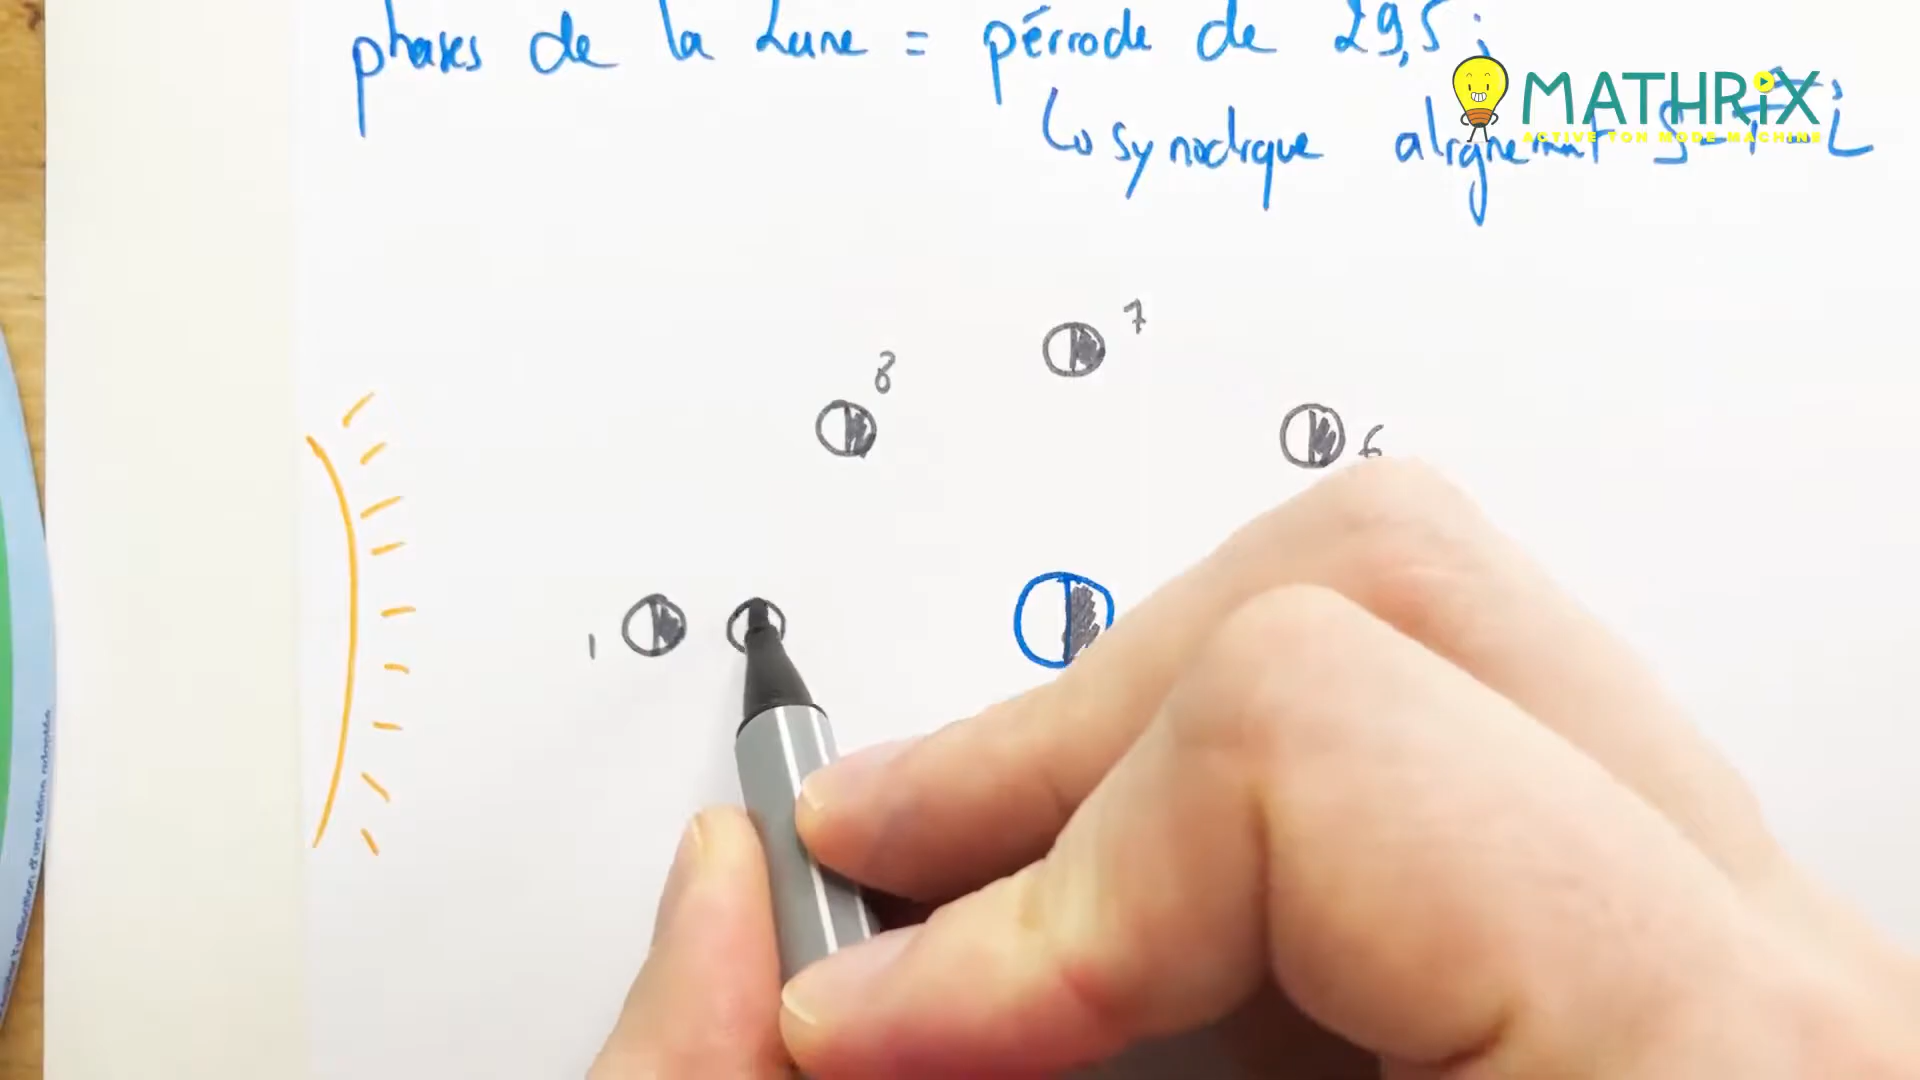 phases de la Lune = période de 29,5 j
↳ synodique alignement S-T-L
MATHRiX
ACTIVE TON MODE MACHINE
7
8
6
1